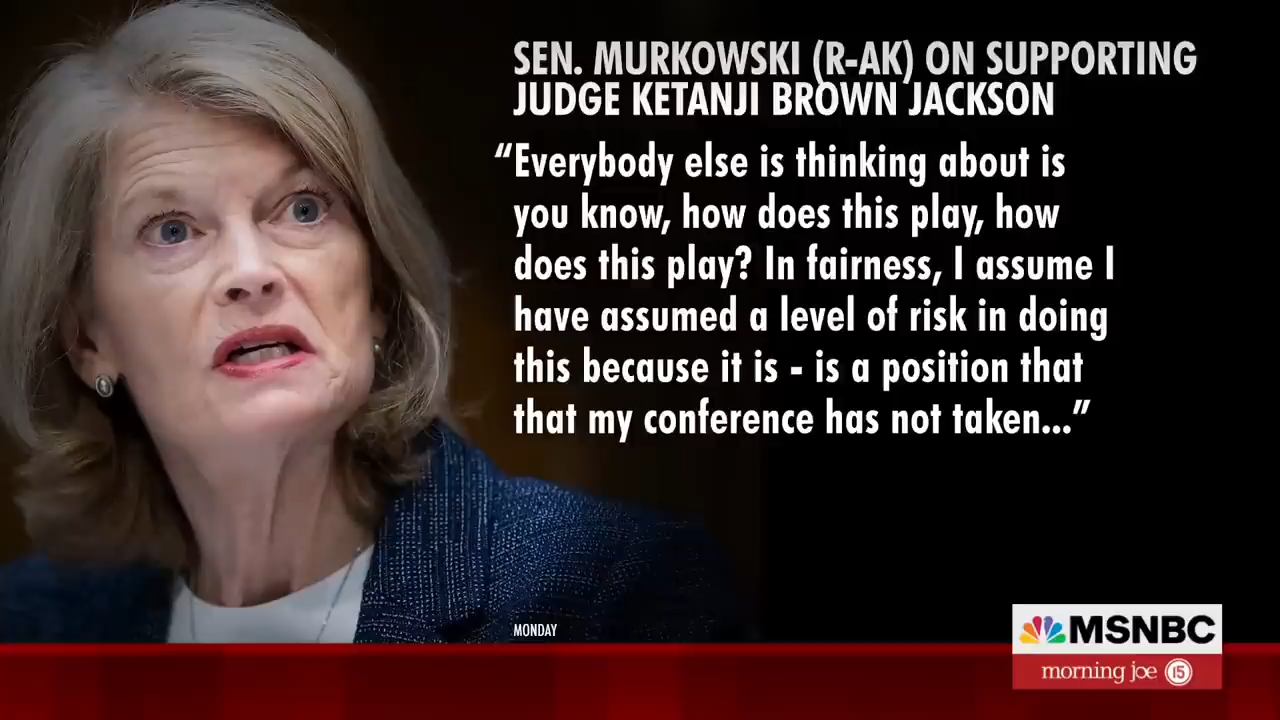 SEN. MURKOWSKI (R-AK) ON SUPPORTING
JUDGE KETANJI BROWN JACKSON
“Everybody else is thinking about is
you know, how does this play, how
does this play? In fairness, I assume I
have assumed a level of risk in doing
this because it is - is a position that
that my conference has not taken...”
MONDAY
MSNBC
morning joe 15